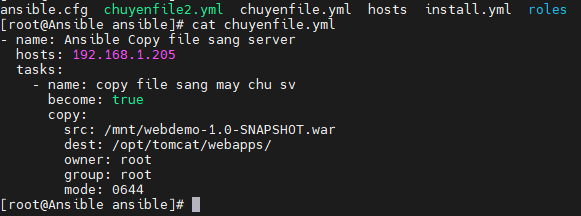 ansible.cfg chuyenfile2.yml chuyenfile.yml hosts install.yml roles
[root@Ansible ansible]# cat chuyenfile.yml
- name: Ansible Copy file sang server
  hosts: 192.168.1.205
  tasks:
    - name: copy file sang may chu sv
      become: true
      copy:
        src: /mnt/webdemo-1.0-SNAPSHOT.war
        dest: /opt/tomcat/webapps/
        owner: root
        group: root
        mode: 0644
[root@Ansible ansible]#